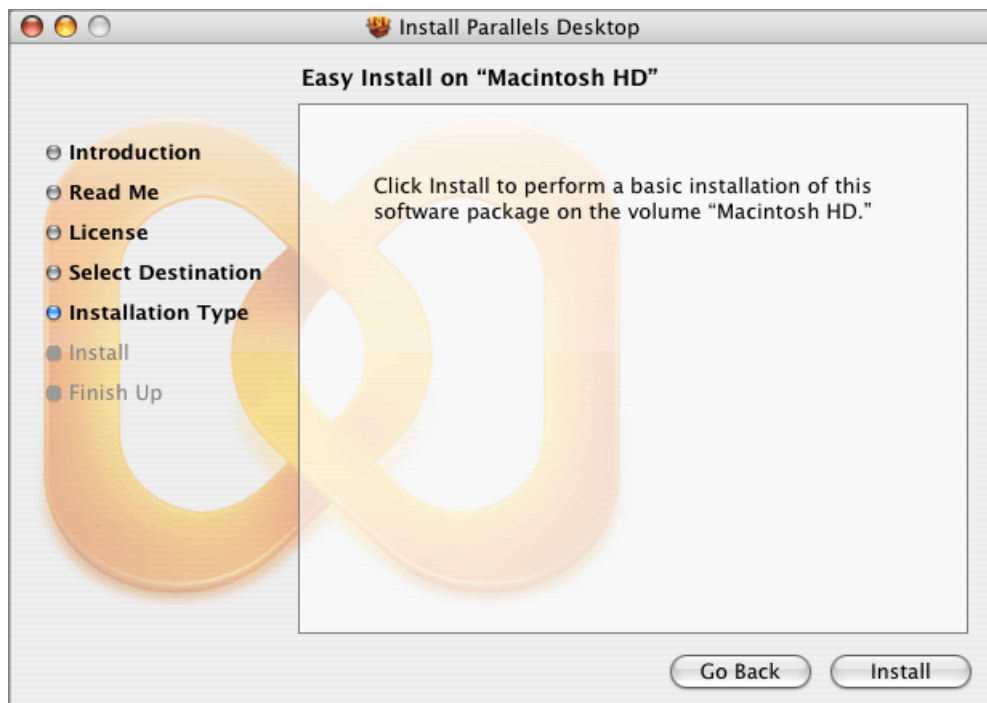 Install Parallels Desktop
Easy Install on “Macintosh HD”
Introduction
Read Me
License
Select Destination
Installation Type
Install
Finish Up
Click Install to perform a basic installation of this
software package on the volume “Macintosh HD.”
Go Back
Install